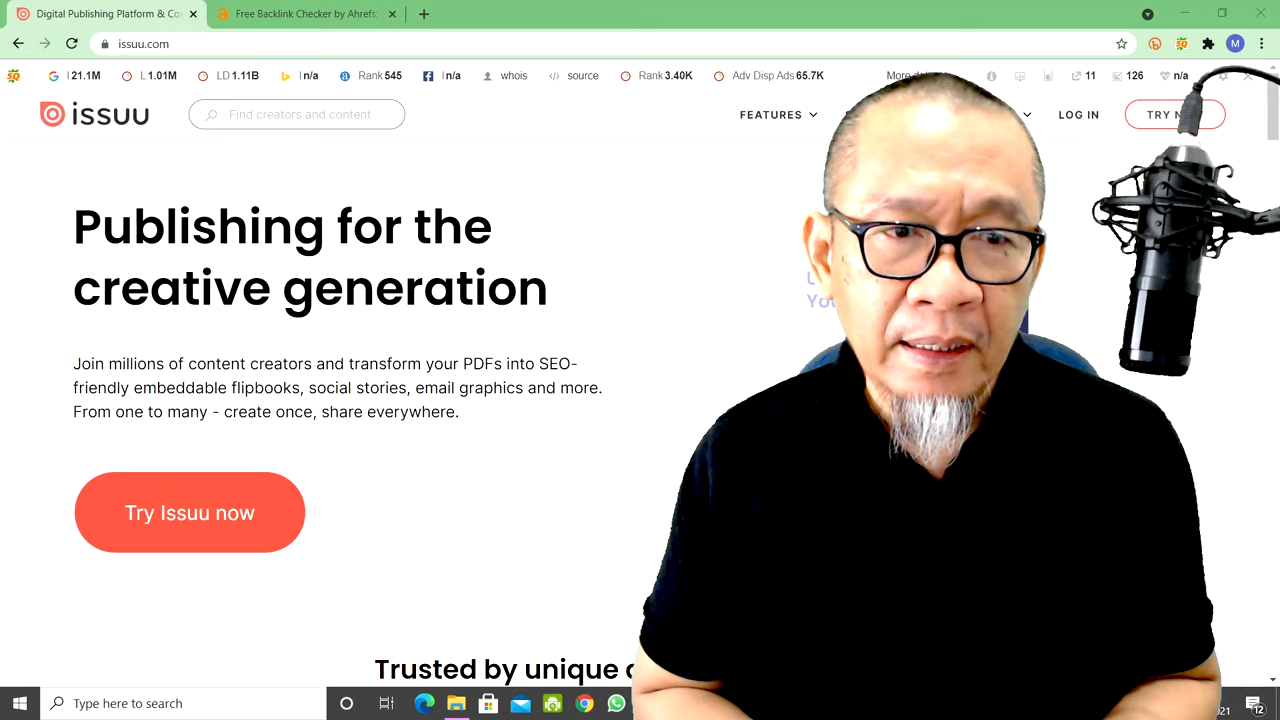 Digital Publishing Platform & Co
Free Backlink Checker by Ahrefs:
issuu.com
M
I 21.1M
L 1.01M
LD 1.11B
I n/a
Rank 545
I n/a
whois
source
Rank 3.40K
Adv Disp Ads 65.7K
11
126
n/a
issuu
Find creators and content
FEATURES
LOG IN
TRY
Publishing for the
creative generation
Join millions of content creators and transform your PDFs into SEO-
friendly embeddable flipbooks, social stories, email graphics and more.
From one to many - create once, share everywhere.
Try Issuu now
Trusted by unique
Type here to search
12